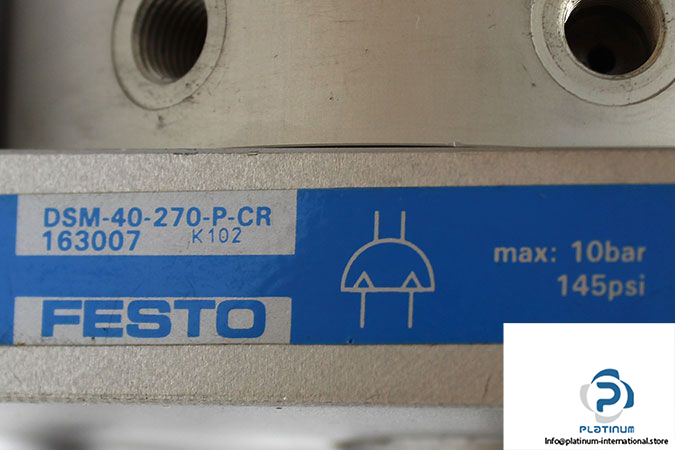 DSM-40-270-P-CR
163007 K102
FESTO
max: 10bar
145psi
PLATINUM
Info@platinum-international.store